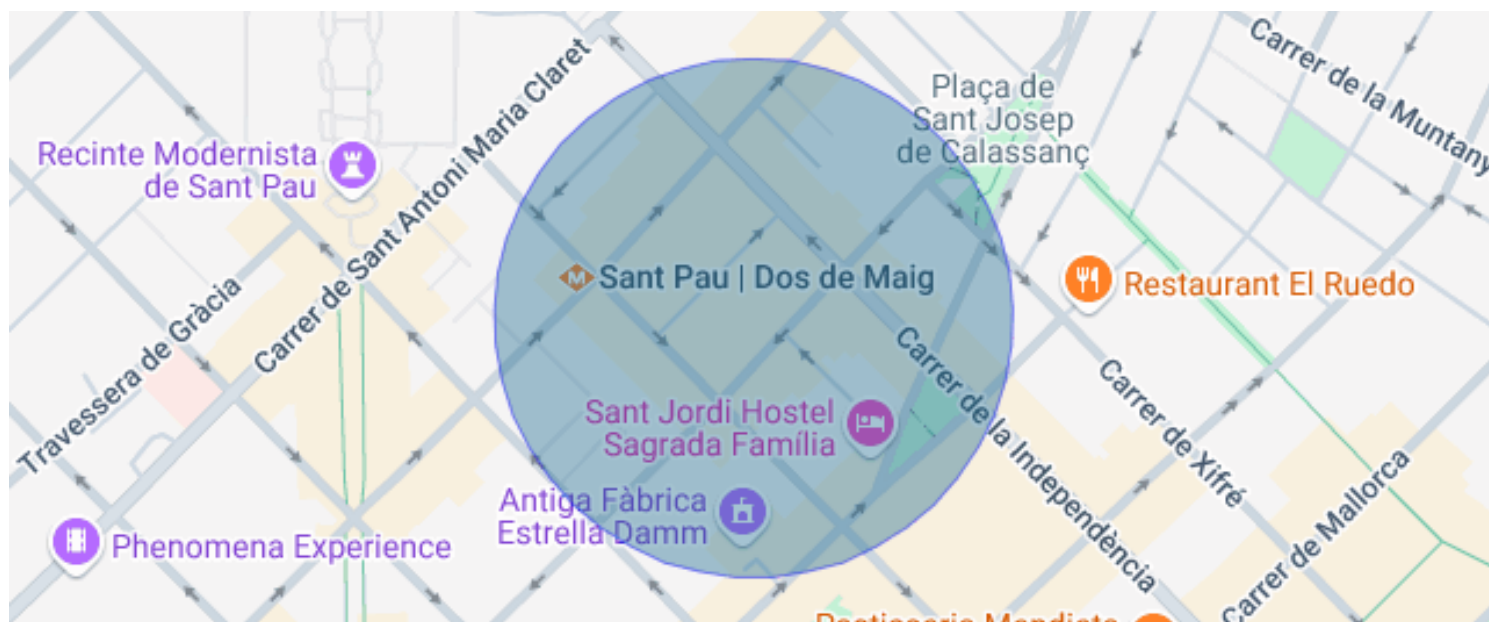 Carrer de la Muntany
Plaça de
Sant Josep
de Calassanç
Recinte Modernista
de Sant Pau
Carrer de Sant Antoni Maria Claret
Travessera de Gràcia
Sant Pau | Dos de Maig
Restaurant El Ruedo
Carrer de la Independència
Carrer de Xifré
Carrer de Mallorca
Sant Jordi Hostel
Sagrada Família
Antiga Fàbrica
Estrella Damm
Phenomena Experience